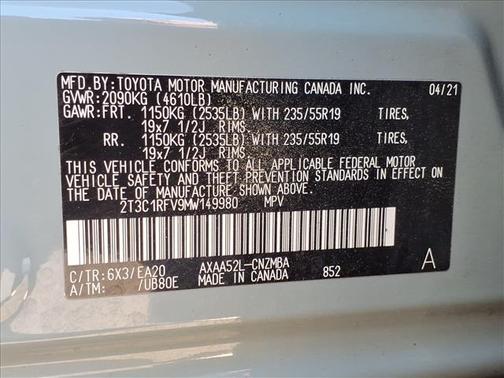 MFD.BY:TOYOTA MOTOR MANUFACTURING CANADA INC. 04/21
GVWR:2090KG (4610LB)
GAWR:FRT. 1150KG (2535LB) WITH 235/55R19 TIRES,
19x7 1/2J RIMS
RR. 1150KG (2535LB) WITH 235/55R19 TIRES,
19x7 1/2J RIMS
THIS VEHICLE CONFORMS TO ALL APPLICABLE FEDERAL MOTOR
VEHICLE SAFETY AND THEFT PREVENTION STANDARDS IN
EFFECT ON THE DATE OF MANUFACTURE SHOWN ABOVE.
2T3C1RFV9MW149980 MPV
C/TR:6X3/EA20 AXAA52L-CNZMBA 852 A
A/TM: /UB80E MADE IN CANADA